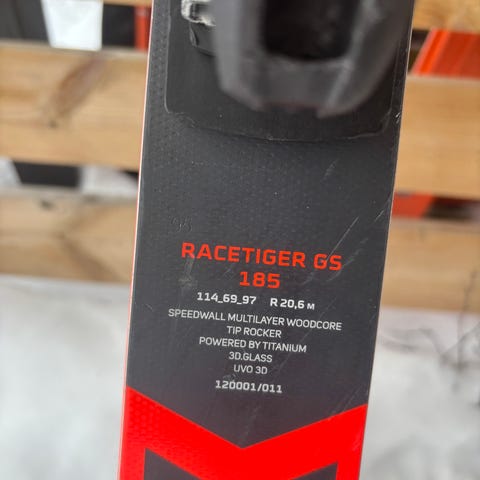 RACETIGER GS
185
114_69_97 R 20,6 M
SPEEDWALL MULTILAYER WOODCORE
TIP ROCKER
POWERED BY TITANIUM
3D.GLASS
UVO 3D
120001/011